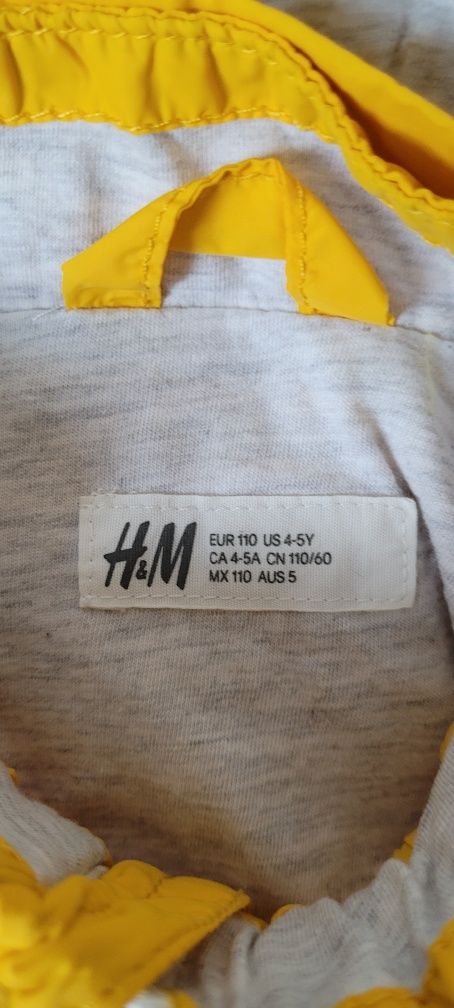 H&M
EUR 110 US 4-5Y
CA 4-5A CN 110/60
MX 110 AUS 5